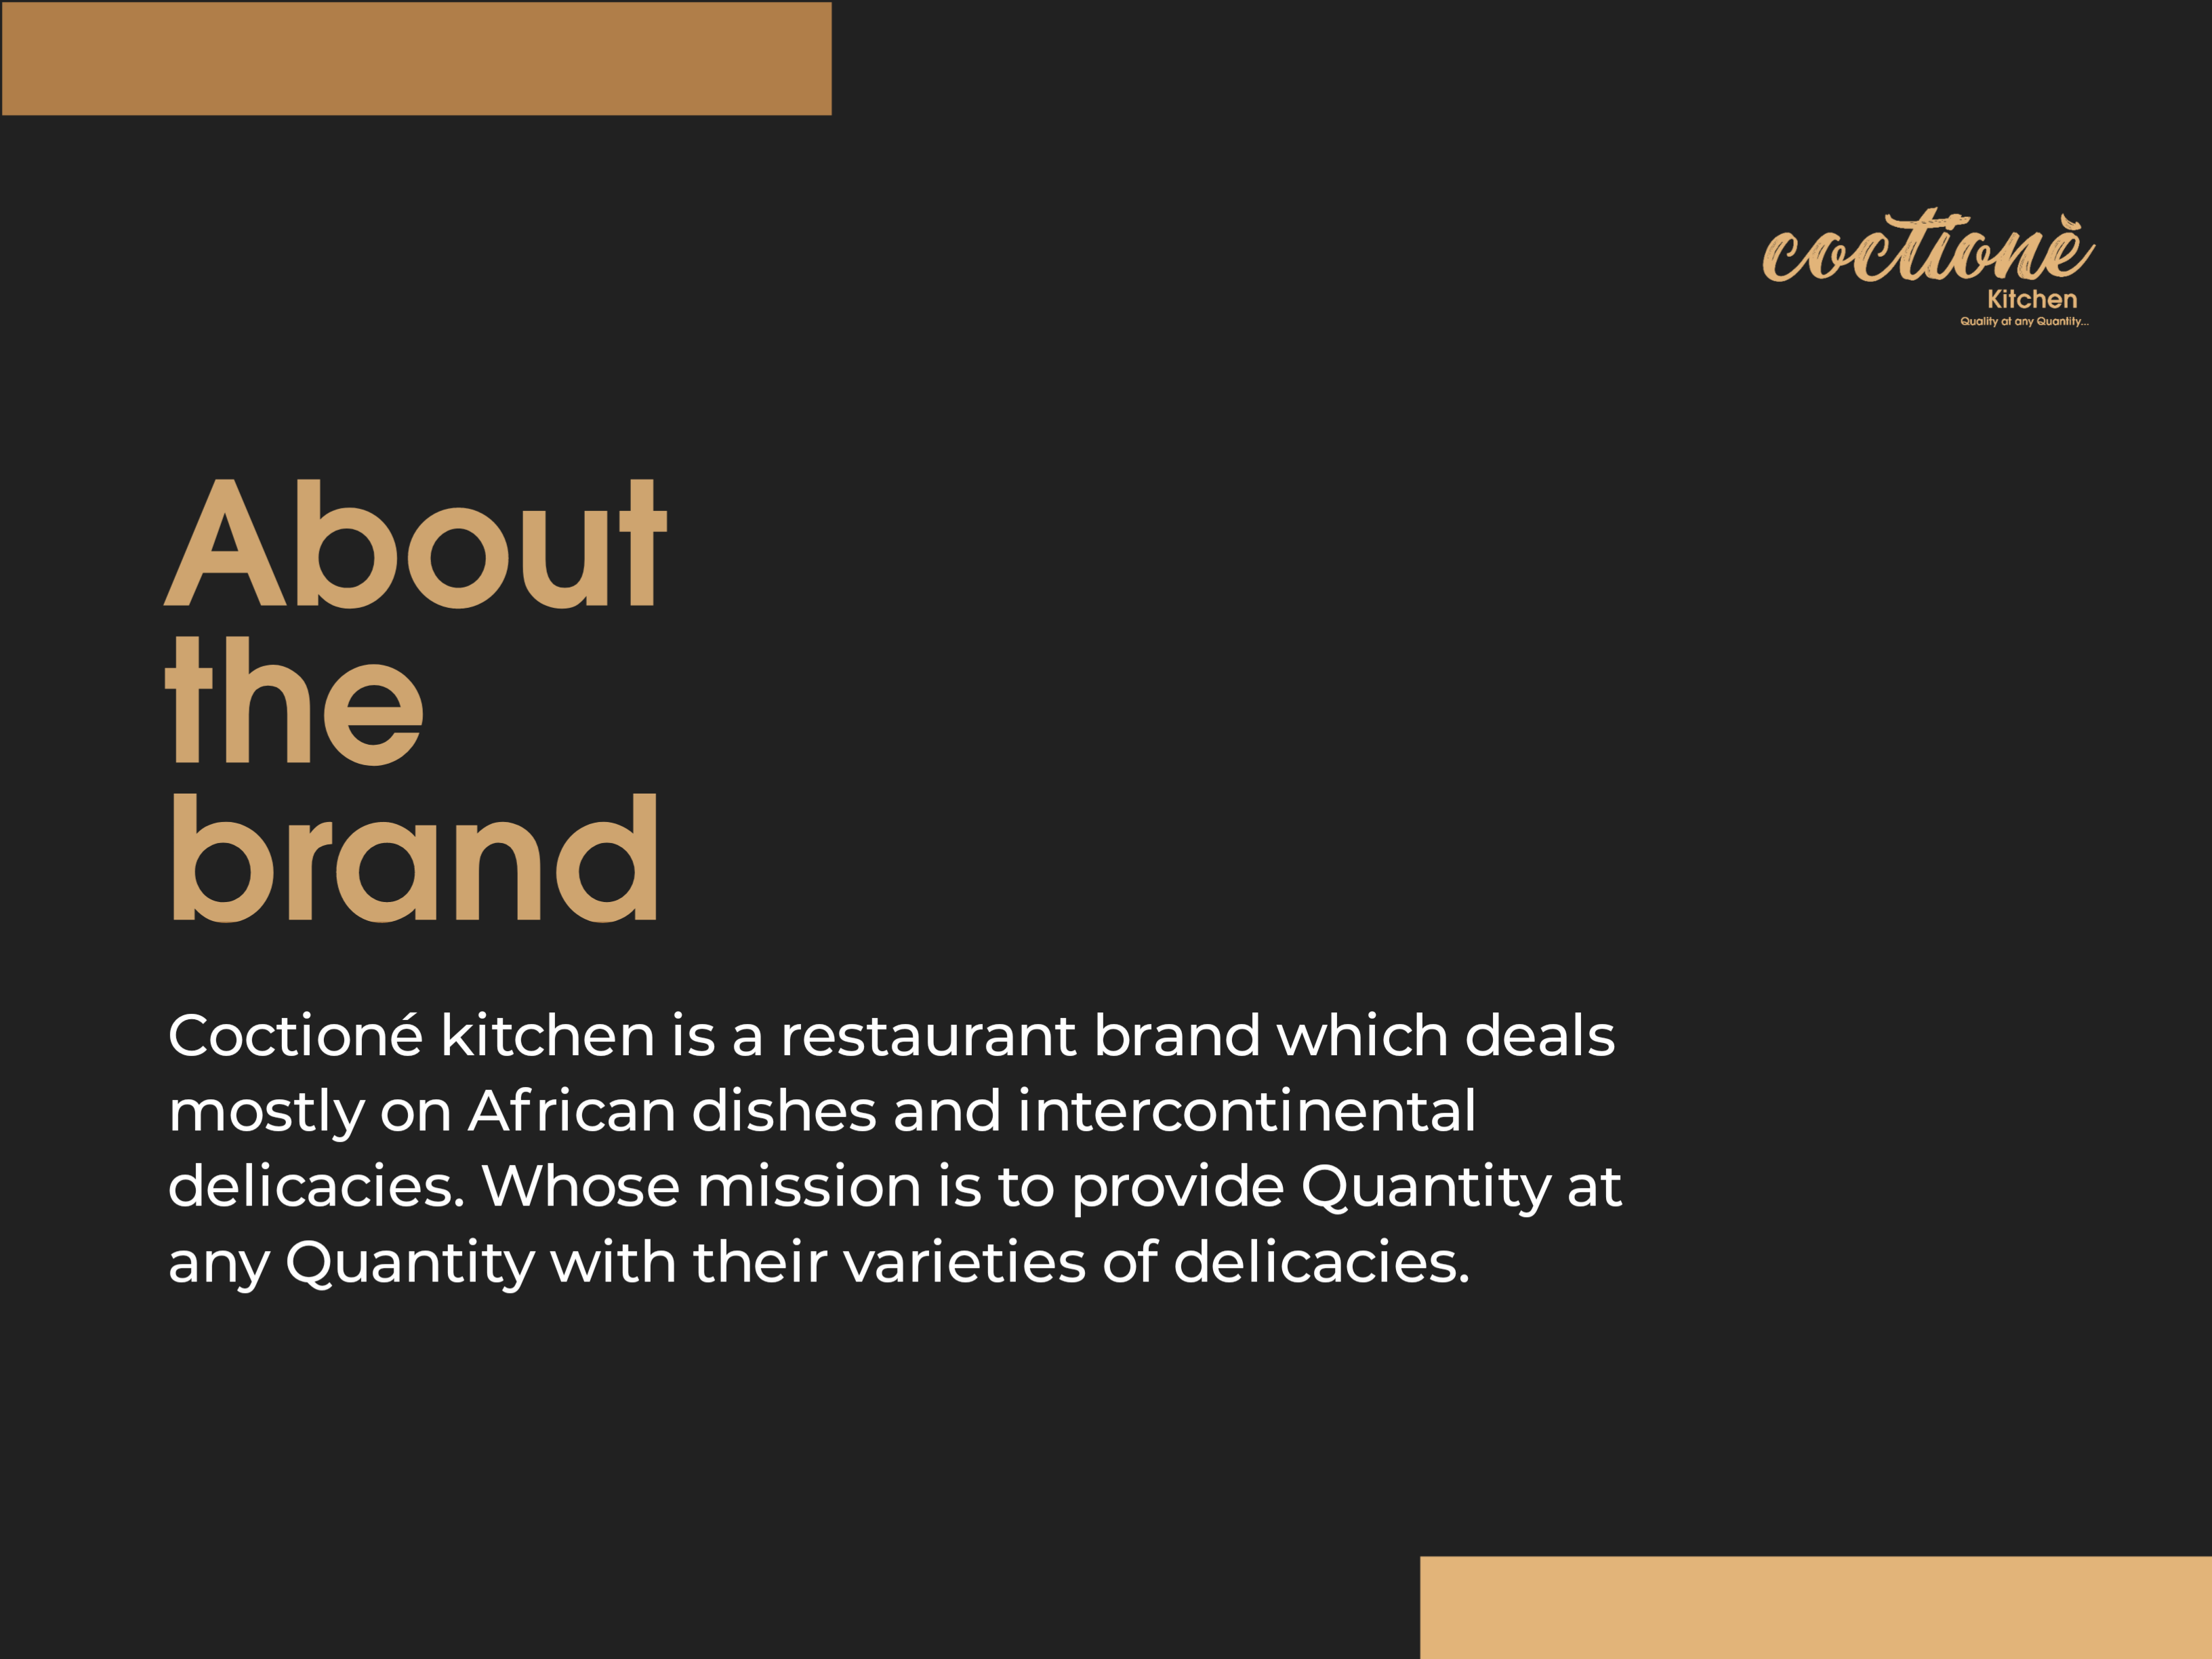 coctionè
Kitchen
Quality at any Quantity...
About
the
brand
Coctioné kitchen is a restaurant brand which deals
mostly on African dishes and intercontinental
delicacies. Whose mission is to provide Quantity at
any Quantity with their varieties of delicacies.